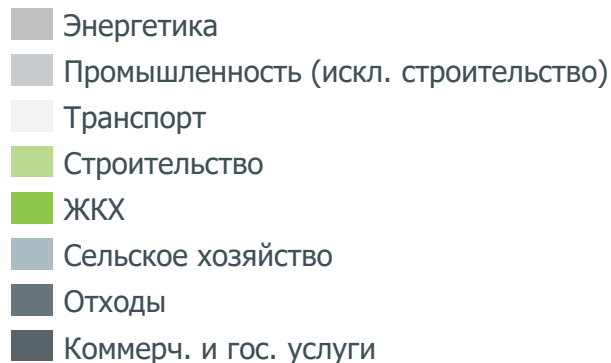 Энергетика
Промышленность (искл. строительство)
Транспорт
Строительство
ЖКХ
Сельское хозяйство
Отходы
Коммерч. и гос. услуги